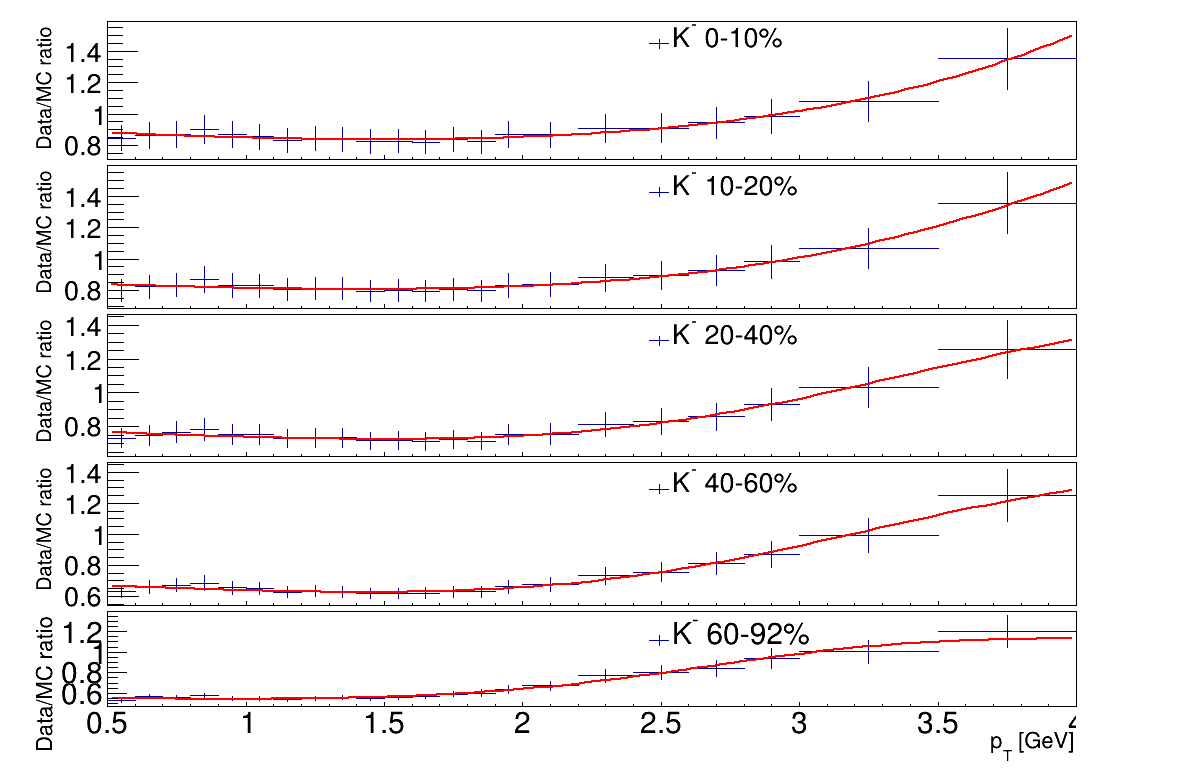 Data/MC ratio
K- 0-10%
1.4
1.2
1
0.8
Data/MC ratio
K- 10-20%
1.4
1.2
1
0.8
Data/MC ratio
K- 20-40%
1.4
1.2
1
0.8
Data/MC ratio
K- 40-60%
1.4
1.2
1
0.8
0.6
Data/MC ratio
K- 60-92%
1.2
1
0.8
0.6
0.5 1 1.5 2 2.5 3 3.5 4
pT [GeV]